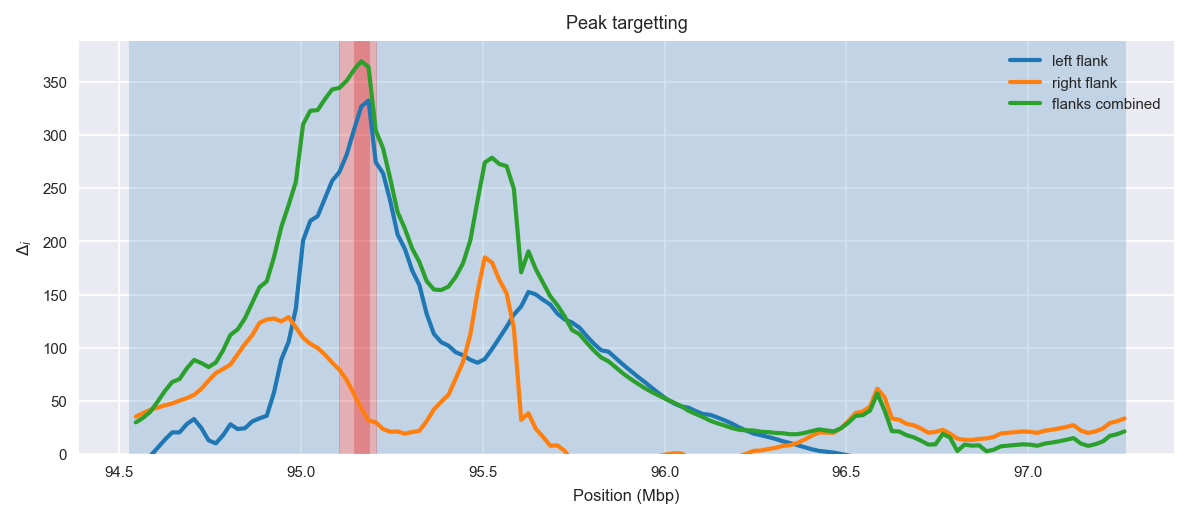 Peak targetting
left flank
right flank
flanks combined
350
300
250
200
150
100
50
0
Δi
94.5 95.0 95.5 96.0 96.5 97.0
Position (Mbp)